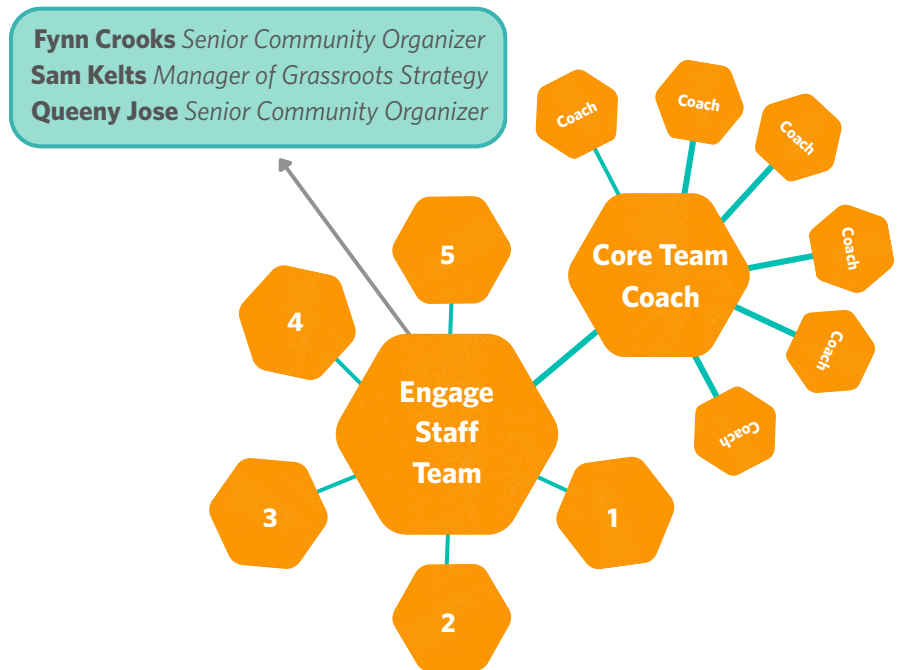 Fynn Crooks Senior Community Organizer
Sam Kelts Manager of Grassroots Strategy
Queeny Jose Senior Community Organizer
Coach
Coach
Coach
Coach
Coach
Coach
Core Team
Coach
5
4
Engage
Staff
Team
3
1
2